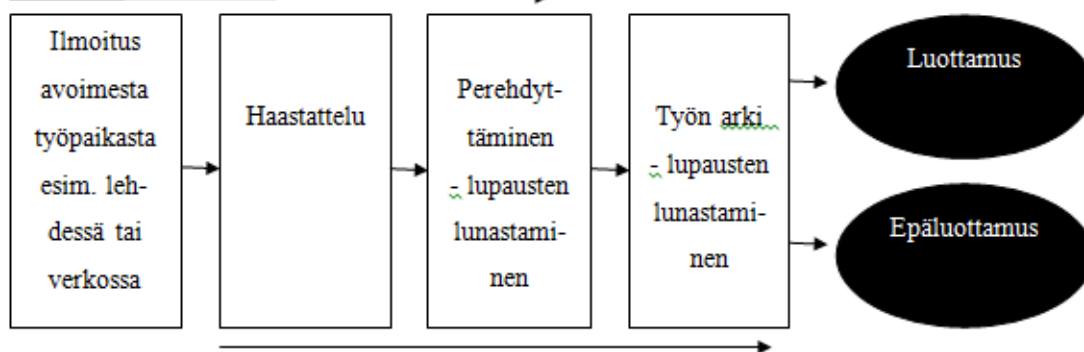 Ilmoitus
avoimesta
työpaikasta
esim. leh-
dessä tai
verkossa
Haastattelu
Perehdyt-
täminen
- lupausten
lunastami-
nen
Työn arki
- lupausten
lunastami-
nen
Luottamus
Epäluottamus